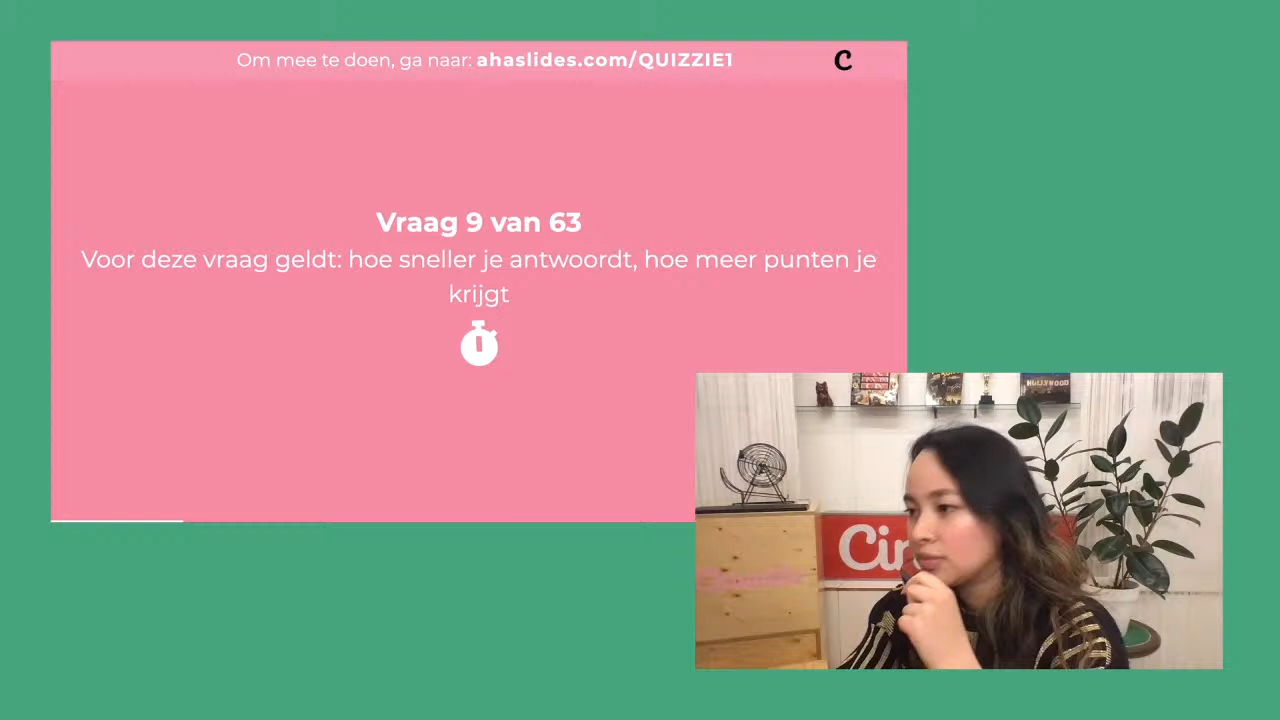 Om mee te doen, ga naar: ahaslides.com/QUIZZIE1
C
Vraag 9 van 63
Voor deze vraag geldt: hoe sneller je antwoordt, hoe meer punten je
krijgt
HOLLYWOOD
Cin